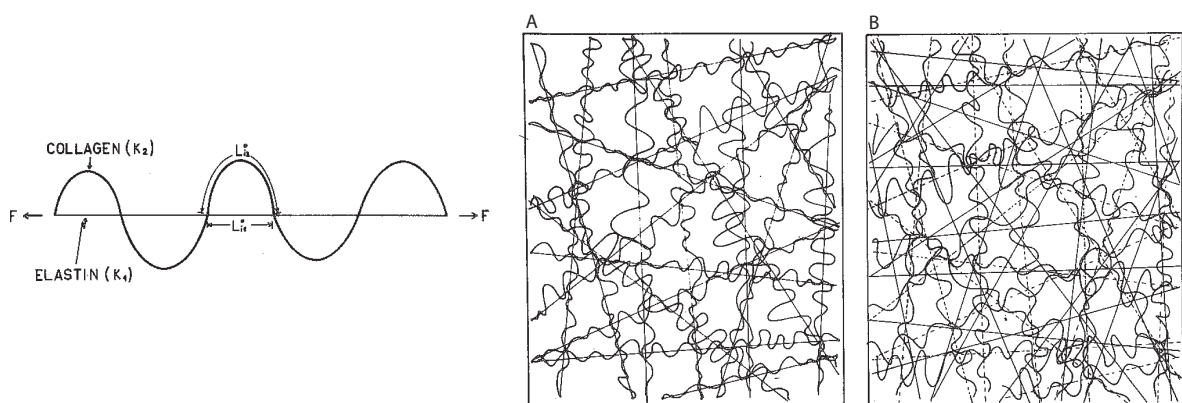 COLLAGEN (K₂)
L°i₂
F
F
L°i₁
ELASTIN (K₁)
A
B